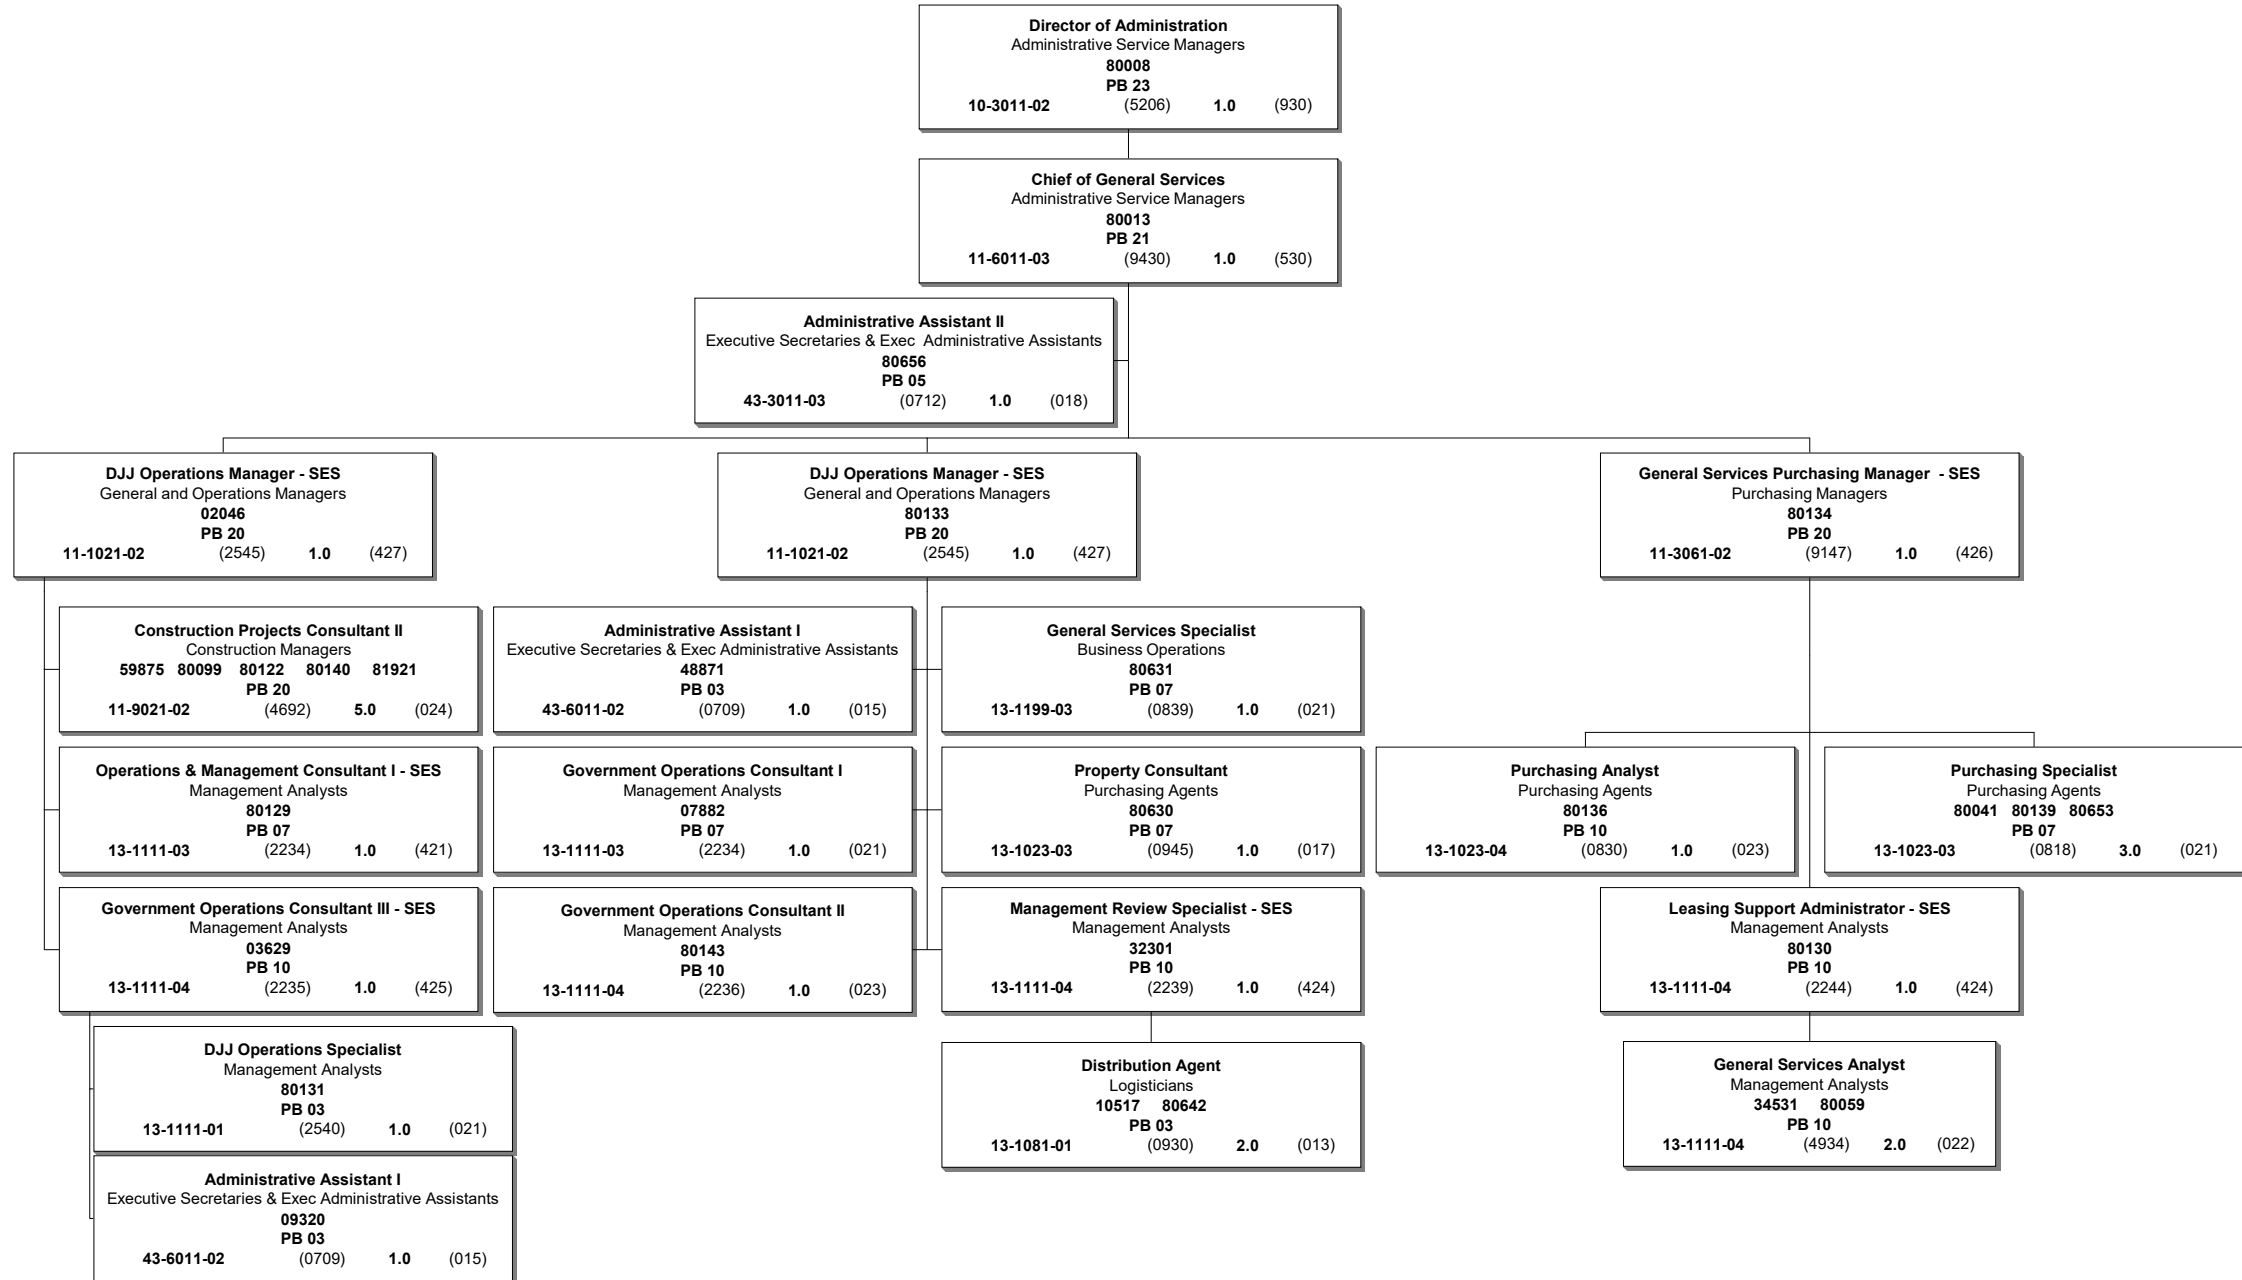 Director of Administration
Administrative Service Managers
80008
PB 23
10-3011-02 (5206) 1.0 (930)
Chief of General Services
Administrative Service Managers
80013
PB 21
11-6011-03 (9430) 1.0 (530)
Administrative Assistant II
Executive Secretaries & Exec Administrative Assistants
80656
PB 05
43-3011-03 (0712) 1.0 (018)
DJJ Operations Manager - SES
General and Operations Managers
02046
PB 20
11-1021-02 (2545) 1.0 (427)
DJJ Operations Manager - SES
General and Operations Managers
80133
PB 20
11-1021-02 (2545) 1.0 (427)
General Services Purchasing Manager - SES
Purchasing Managers
80134
PB 20
11-3061-02 (9147) 1.0 (426)
Construction Projects Consultant II
Construction Managers
59875 80099 80122 80140 81921
PB 20
11-9021-02 (4692) 5.0 (024)
Administrative Assistant I
Executive Secretaries & Exec Administrative Assistants
48871
PB 03
43-6011-02 (0709) 1.0 (015)
General Services Specialist
Business Operations
80631
PB 07
13-1199-03 (0839) 1.0 (021)
Operations & Management Consultant I - SES
Management Analysts
80129
PB 07
13-1111-03 (2234) 1.0 (421)
Government Operations Consultant I
Management Analysts
07882
PB 07
13-1111-03 (2234) 1.0 (021)
Property Consultant
Purchasing Agents
80630
PB 07
13-1023-03 (0945) 1.0 (017)
Purchasing Analyst
Purchasing Agents
80136
PB 10
13-1023-04 (0830) 1.0 (023)
Purchasing Specialist
Purchasing Agents
80041 80139 80653
PB 07
13-1023-03 (0818) 3.0 (021)
Government Operations Consultant III - SES
Management Analysts
03629
PB 10
13-1111-04 (2235) 1.0 (425)
Government Operations Consultant II
Management Analysts
80143
PB 10
13-1111-04 (2236) 1.0 (023)
Management Review Specialist - SES
Management Analysts
32301
PB 10
13-1111-04 (2239) 1.0 (424)
Leasing Support Administrator - SES
Management Analysts
80130
PB 10
13-1111-04 (2244) 1.0 (424)
DJJ Operations Specialist
Management Analysts
80131
PB 03
13-1111-01 (2540) 1.0 (021)
Distribution Agent
Logisticians
10517 80642
PB 03
13-1081-01 (0930) 2.0 (013)
General Services Analyst
Management Analysts
34531 80059
PB 10
13-1111-04 (4934) 2.0 (022)
Administrative Assistant I
Executive Secretaries & Exec Administrative Assistants
09320
PB 03
43-6011-02 (0709) 1.0 (015)